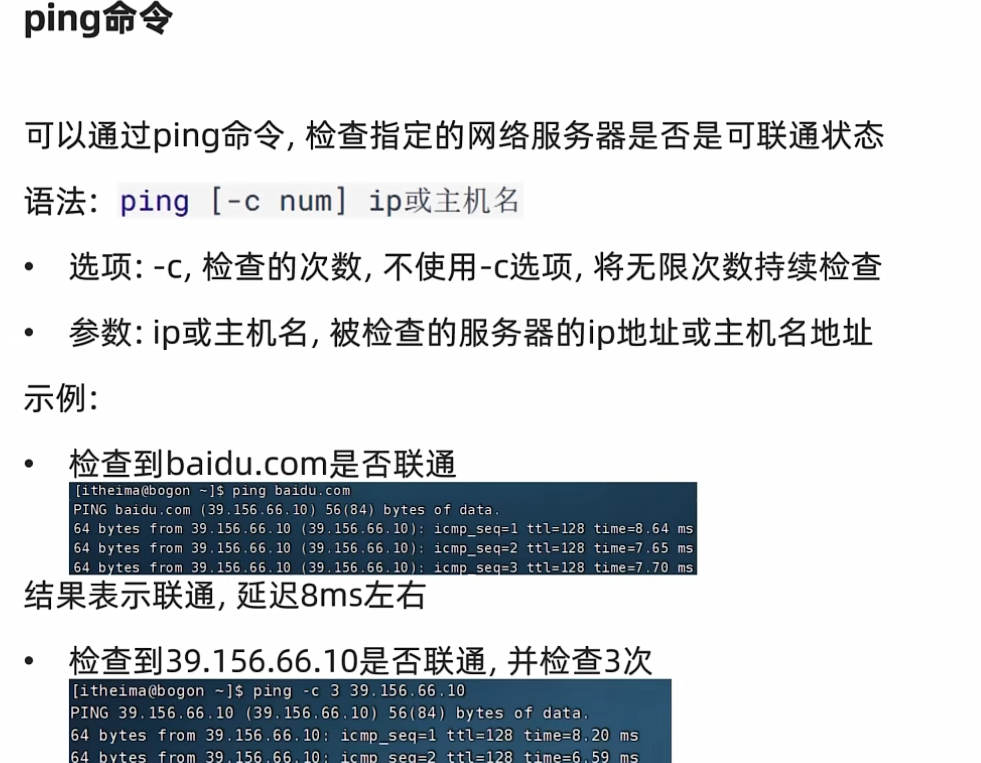 ping命令
可以通过ping命令, 检查指定的网络服务器是否是可联通状态
语法: ping [-c num] ip或主机名
• 选项: -c, 检查的次数, 不使用-c选项, 将无限次数持续检查
• 参数: ip或主机名, 被检查的服务器的ip地址或主机名地址
示例:
• 检查到baidu.com是否联通
[itheima@bogon ~]$ ping baidu.com
PING baidu.com (39.156.66.10) 56(84) bytes of data.
64 bytes from 39.156.66.10 (39.156.66.10): icmp_seq=1 ttl=128 time=8.64 ms
64 bytes from 39.156.66.10 (39.156.66.10): icmp_seq=2 ttl=128 time=7.65 ms
64 bytes from 39.156.66.10 (39.156.66.10): icmp_seq=3 ttl=128 time=7.70 ms
结果表示联通, 延迟8ms左右
• 检查到39.156.66.10是否联通, 并检查3次
[itheima@bogon ~]$ ping -c 3 39.156.66.10
PING 39.156.66.10 (39.156.66.10) 56(84) bytes of data.
64 bytes from 39.156.66.10: icmp_seq=1 ttl=128 time=8.20 ms
64 bytes from 39.156.66.10: icmp_seq=2 ttl=128 time=6.59 ms